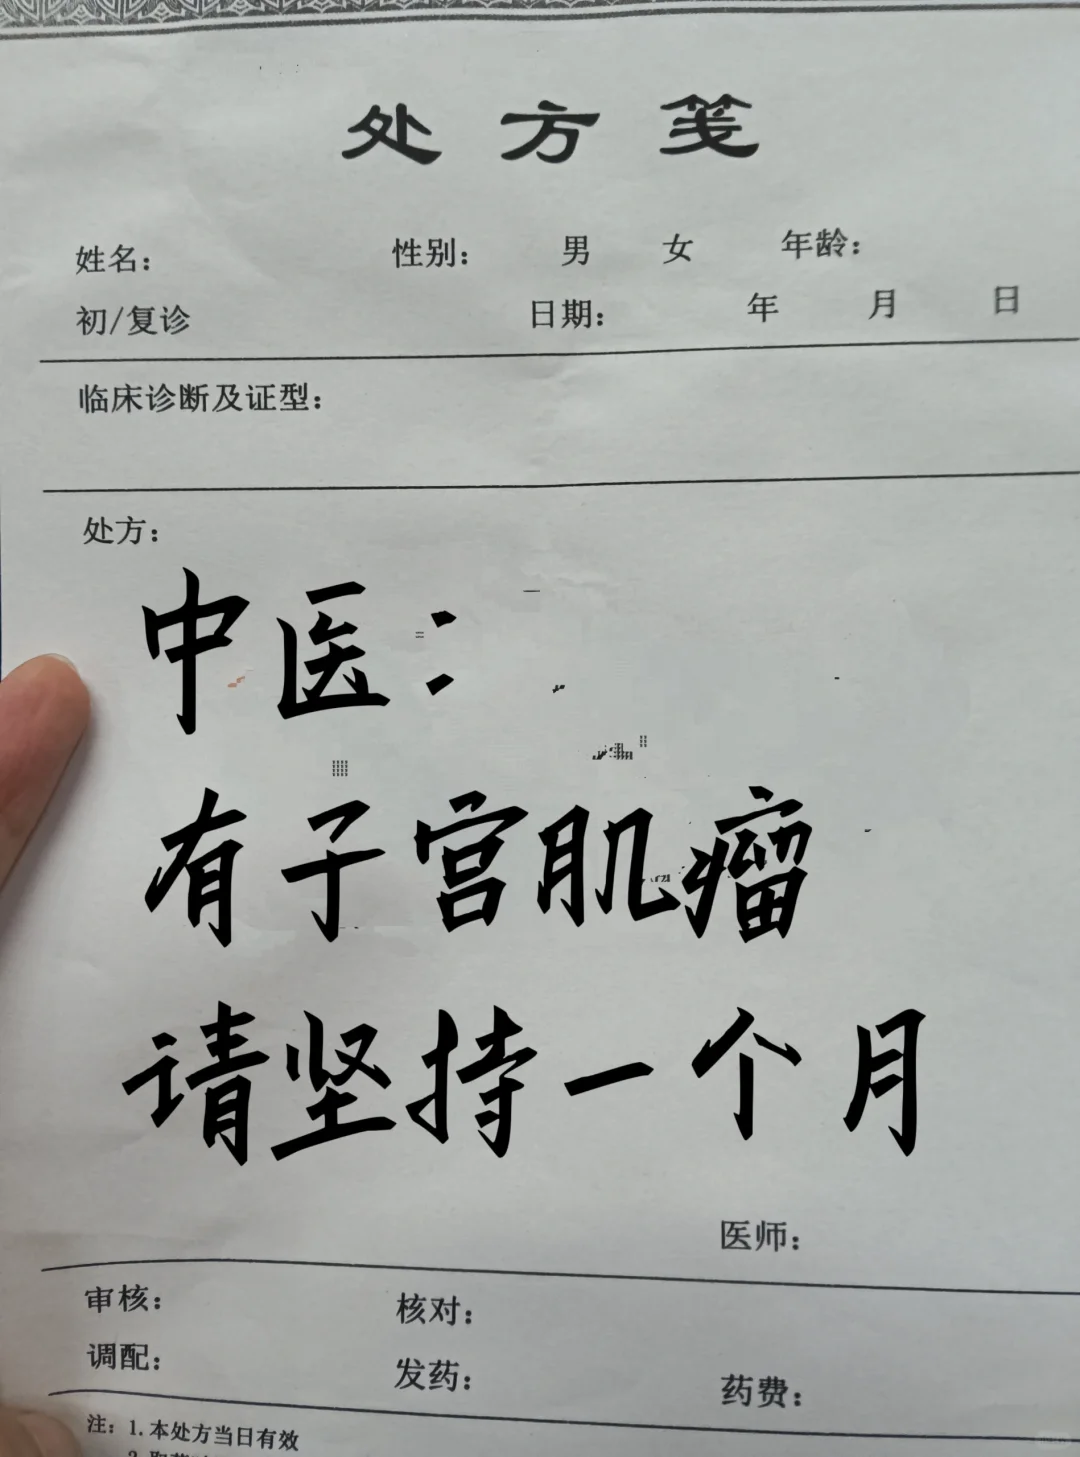 处方笺
姓名： 性别： 男 女 年龄：
初/复诊 日期： 年 月 日
临床诊断及证型：
处方：
中医：
有子宫肌瘤
请坚持一个月
医师：
审核： 核对：
调配： 发药： 药费：
注：1.本处方当日有效